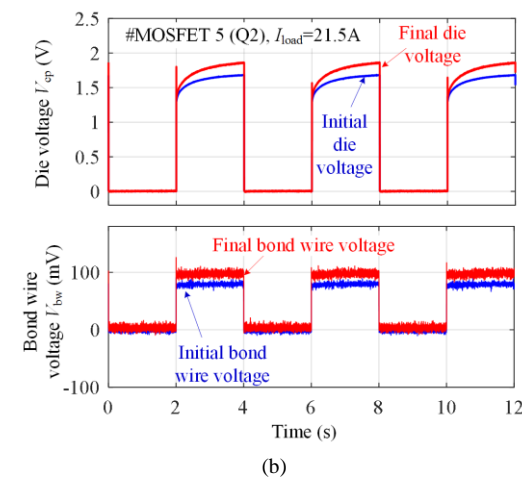 2.5
2
1.5
1
0.5
0
Die voltage Vep (V)
#MOSFET 5 (Q2), Iload=21.5A
Final die
voltage
Initial
die
voltage
100
0
-100
Bond wire
voltage Vbw (mV)
Final bond wire voltage
Initial bond
wire voltage
0 2 4 6 8 10 12
Time (s)
(b)